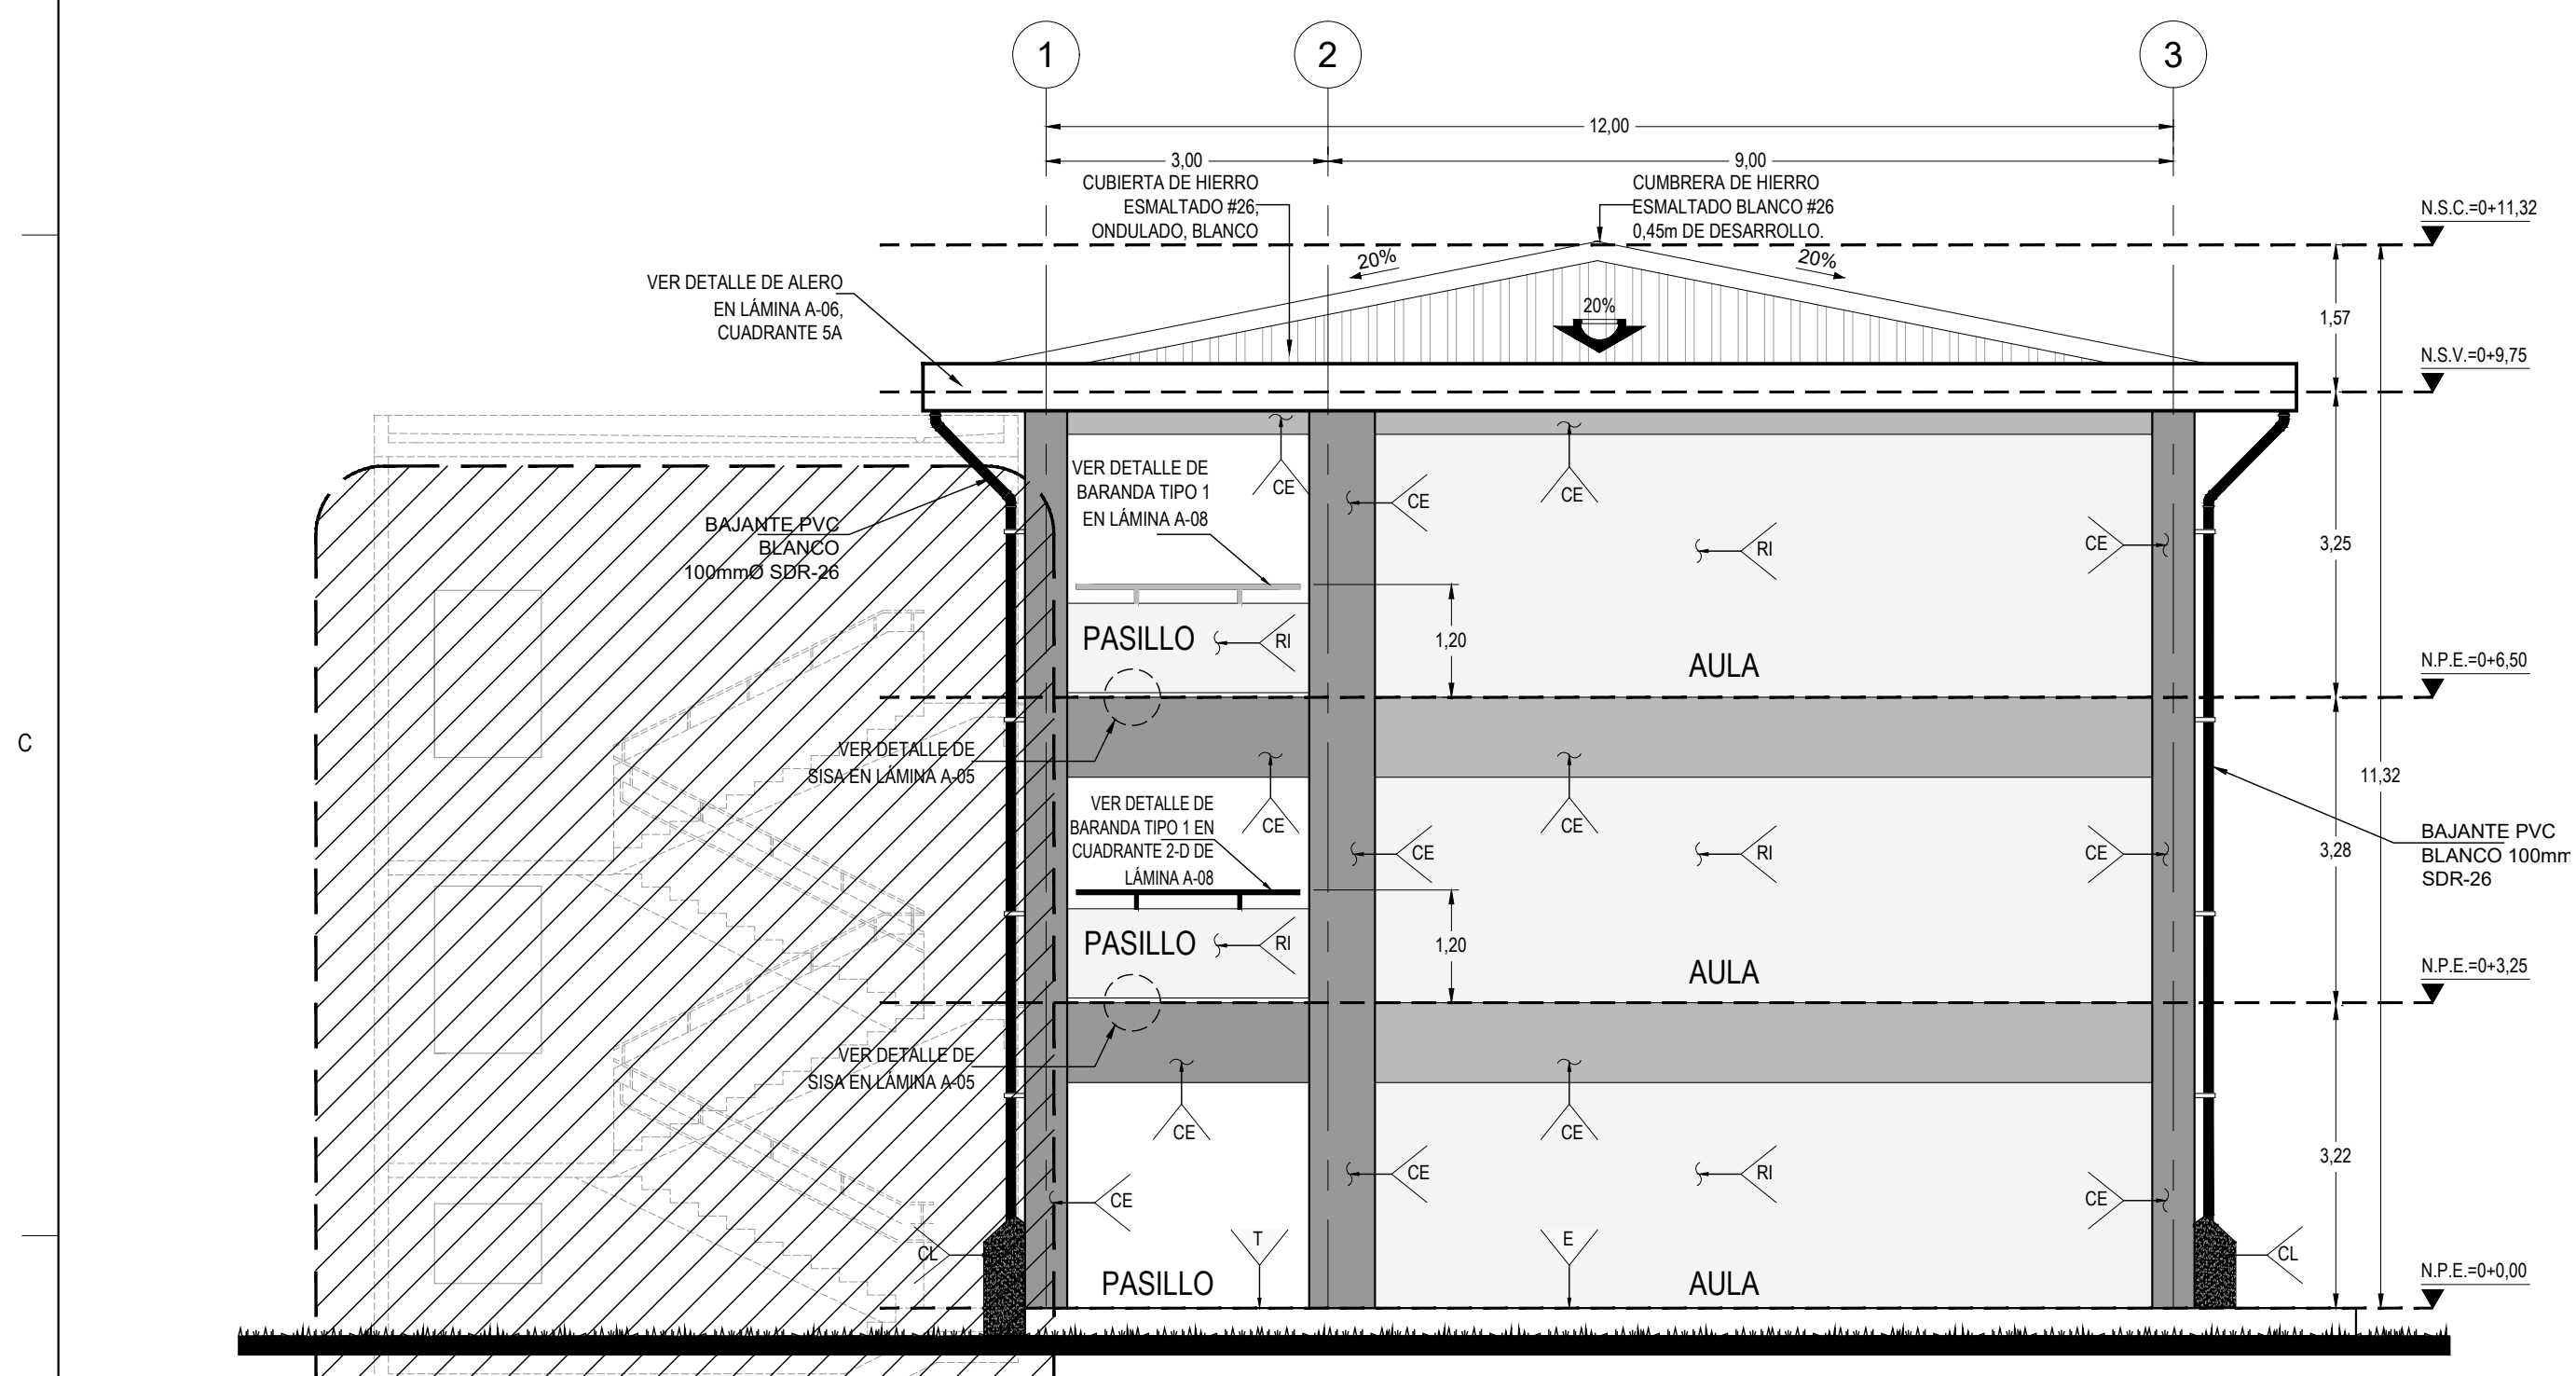 1
2
3
12,00
3,00
9,00
CUBIERTA DE HIERRO
ESMALTADO #26,
ONDULADO, BLANCO
CUMBRERA DE HIERRO
ESMALTADO BLANCO #26
0,45m DE DESARROLLO.
N.S.C.=0+11,32
20%
20%
20%
VER DETALLE DE ALERO
EN LÁMINA A-06,
CUADRANTE 5A
1,57
N.S.V.=0+9,75
VER DETALLE DE
BARANDA TIPO 1
EN LÁMINA A-08
CE
CE
CE
BAJANTE PVC
BLANCO
100mmØ SDR-26
RI
CE
3,25
PASILLO
RI
1,20
AULA
N.P.E.=0+6,50
C
VER DETALLE DE
SISA EN LÁMINA A-05
11,32
VER DETALLE DE
BARANDA TIPO 1 EN
CUADRANTE 2-D DE
LÁMINA A-08
CE
CE
CE
RI
CE
3,28
BAJANTE PVC
BLANCO 100mm
SDR-26
PASILLO
RI
1,20
AULA
N.P.E.=0+3,25
VER DETALLE DE
SISA EN LÁMINA A-05
CE
CE
3,22
CE
CE
RI
CE
CL
T
E
CL
PASILLO
AULA
N.P.E.=0+0,00